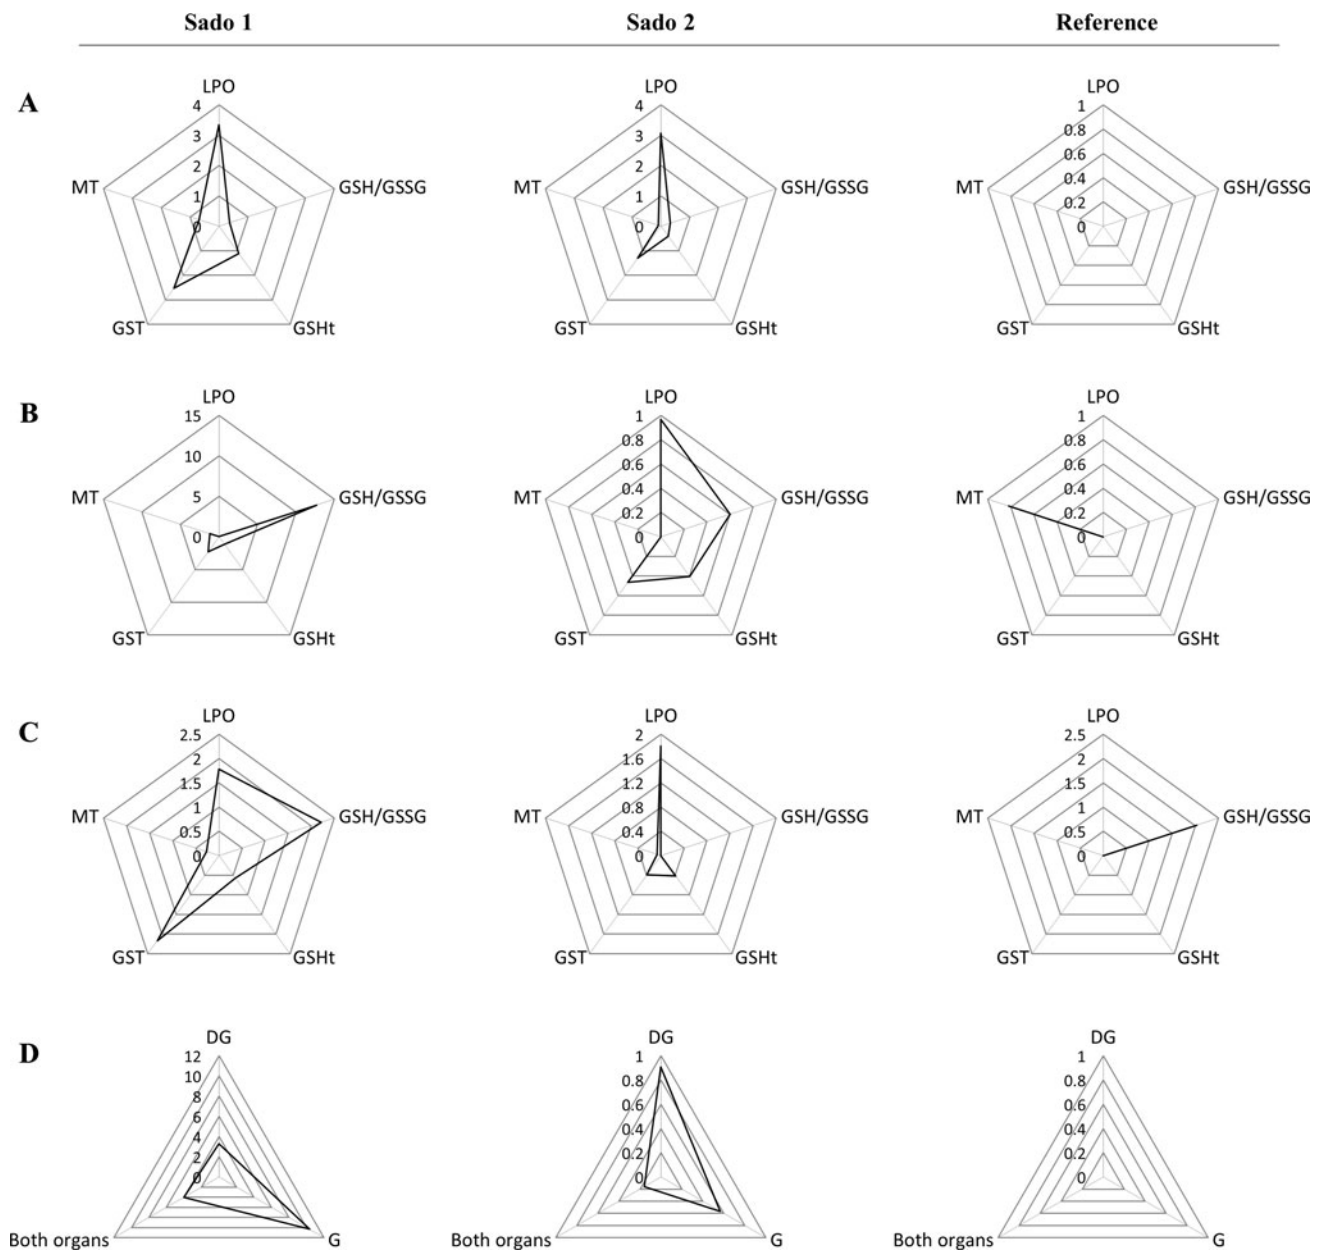 Sado 1 Sado 2 Reference
A
LPO LPO LPO
4 4 1
3 3 0.8
2 2 0.6
1 1 0.4
0 0 0.2
0
MT GSH/GSSG MT GSH/GSSG MT GSH/GSSG
GST GSHt GST GSHt GST GSHt
B
LPO LPO LPO
15 1 1
10 0.8 0.8
5 0.6 0.6
0 0.4 0.4
0.2 0.2
0 0
MT GSH/GSSG MT GSH/GSSG MT GSH/GSSG
GST GSHt GST GSHt GST GSHt
C
LPO LPO LPO
2.5 2 2.5
2 1.6 2
1.5 1.2 1.5
1 0.8 1
0.5 0.4 0.5
0 0 0
MT GSH/GSSG MT GSH/GSSG MT GSH/GSSG
GST GSHt GST GSHt GST GSHt
D
DG DG DG
12 1 1
10 0.8 0.8
8 0.6 0.6
6 0.4 0.4
4 0.2 0.2
2 0 0
0
Both organs G Both organs G Both organs G